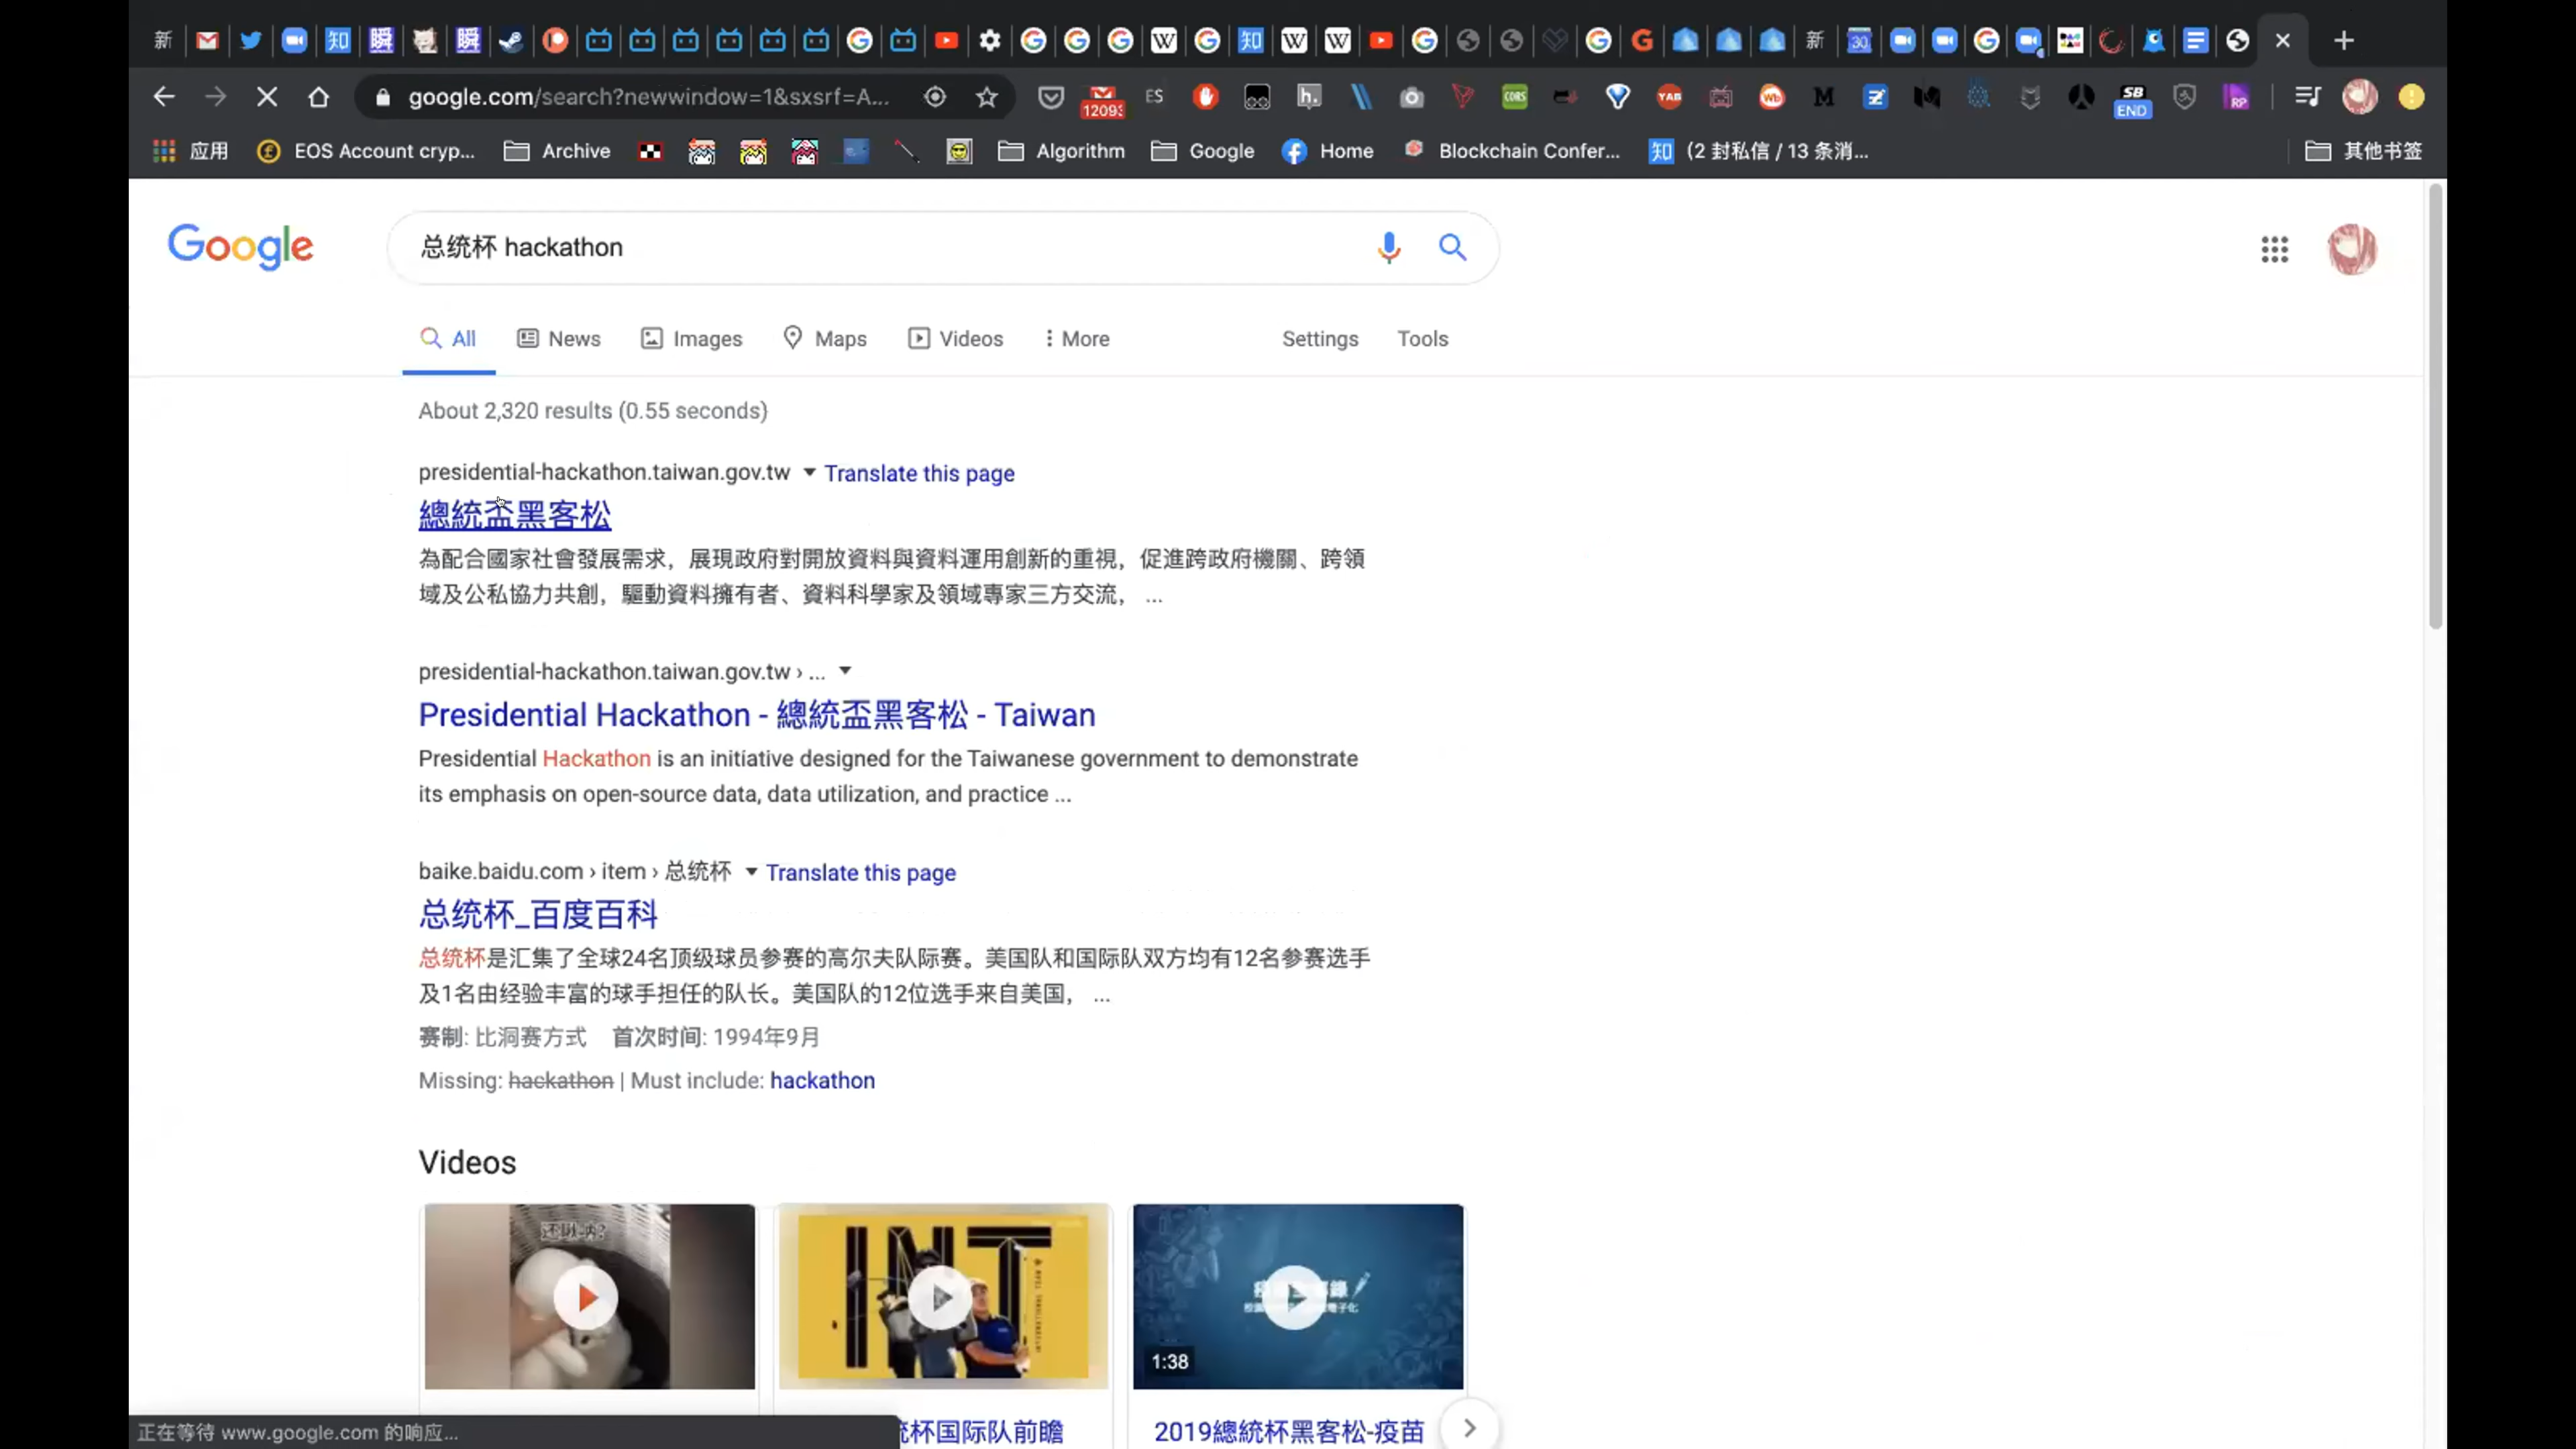 google.com/search?newwindow=1&sxsrf=A...
12093
ES
CORS
YAB
SB
END
RP
应用
EOS Account cryp...
Archive
Algorithm
Google
Home
Blockchain Confer...
(2 封私信 / 13 条消...
其他书签
Google
总统杯 hackathon
All
News
Images
Maps
Videos
More
Settings
Tools
About 2,320 results (0.55 seconds)
presidential-hackathon.taiwan.gov.tw
Translate this page
總統盃黑客松
為配合國家社會發展需求，展現政府對開放資料與資料運用創新的重視，促進跨政府機關、跨領
域及公私協力共創，驅動資料擁有者、資料科學家及領域專家三方交流， ...
presidential-hackathon.taiwan.gov.tw › ...
Presidential Hackathon - 總統盃黑客松 - Taiwan
Presidential Hackathon is an initiative designed for the Taiwanese government to demonstrate
its emphasis on open-source data, data utilization, and practice ...
baike.baidu.com › item › 总统杯
Translate this page
总统杯_百度百科
总统杯是汇集了全球24名顶级球员参赛的高尔夫队际赛。美国队和国际队双方均有12名参赛选手
及1名由经验丰富的球手担任的队长。美国队的12位选手来自美国， ...
赛制: 比洞赛方式 首次时间: 1994年9月
Missing: hackathon | Must include: hackathon
Videos
1:38
正在等待 www.google.com 的响应...
统杯国际队前瞻
2019總統杯黑客松-疫苗